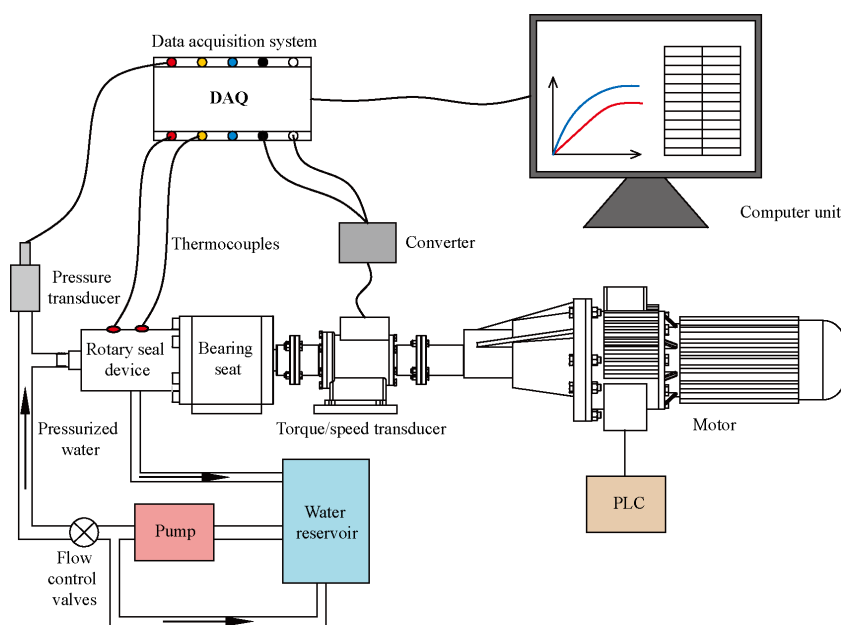 Data acquisition system
DAQ
Computer unit
Thermocouples
Converter
Pressure
transducer
Rotary seal
device
Bearing
seat
Torque/speed transducer
Motor
Pressurized
water
PLC
Water
reservoir
Pump
Flow
control
valves